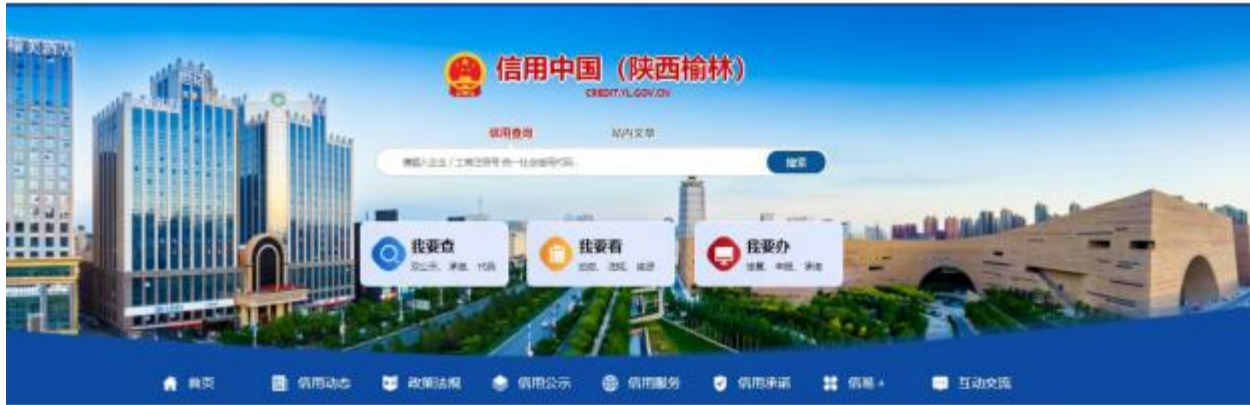 信用中国（陕西榆林）
CREDIT.YL.GOV.CN
信用查询 站内文章
搜索
我要查 我要看 我要办
首页 信用动态 政策法规 信用公示 信用服务 信用承诺 信易+ 互动交流